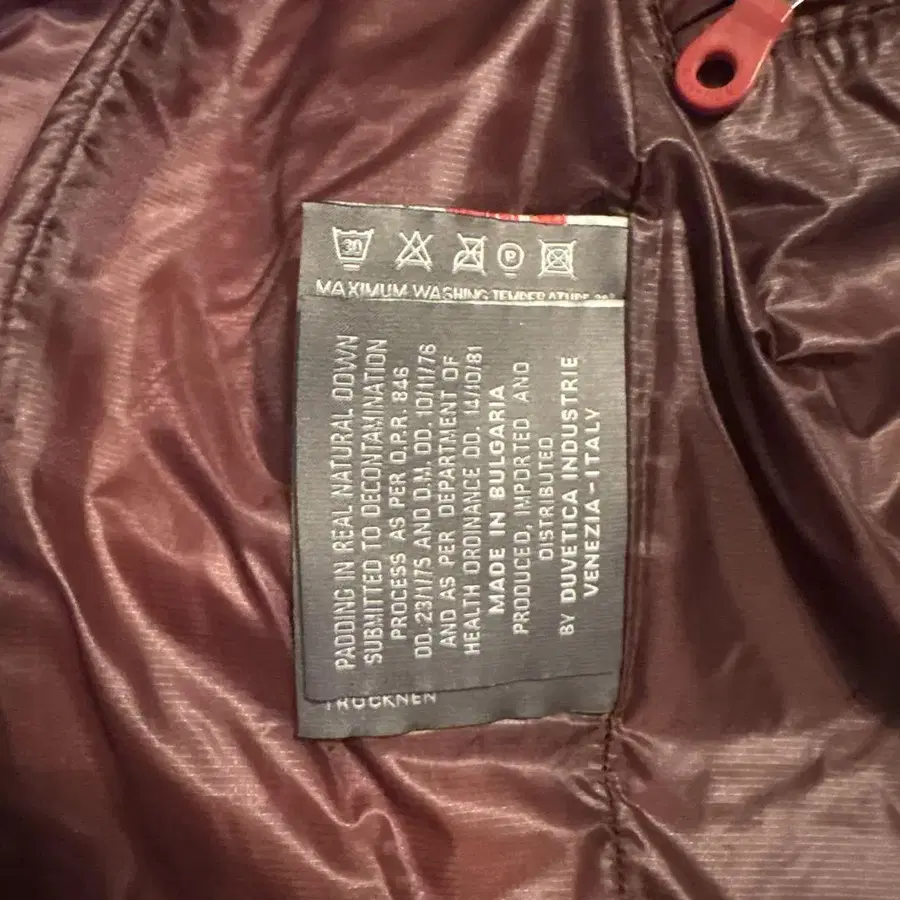 30
P
MAXIMUM WASHING TEMPERATURE 30°
PADDING IN REAL NATURAL DOWN
SUBMITTED TO DECONTAMINATION
PROCESS AS PER D.P.R. 846
DD. 23/1/75 AND D.M. DD. 10/11/76
AND AS PER DEPARTMENT OF
HEALTH ORDINANCE DD. 14/10/81
MADE IN BULGARIA
PRODUCED, IMPORTED AND
DISTRIBUTED
BY DUVETICA INDUSTRIE
VENEZIA-ITALY
TROCKNEN